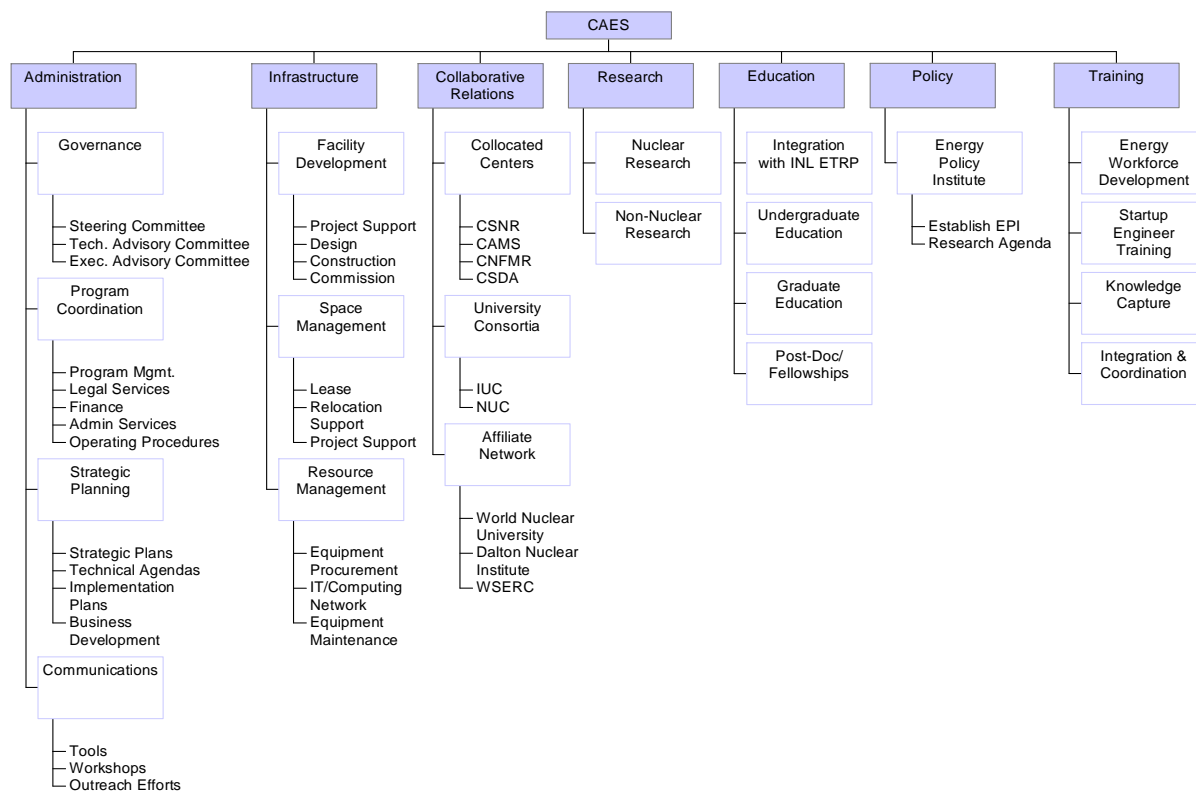 CAES
Administration
Governance
Steering Committee
Tech. Advisory Committee
Exec. Advisory Committee
Program
Coordination
Program Mgmt.
Legal Services
Finance
Admin Services
Operating Procedures
Strategic
Planning
Strategic Plans
Technical Agendas
Implementation
Plans
Business
Development
Communications
Tools
Workshops
Outreach Efforts
Infrastructure
Facility
Development
Project Support
Design
Construction
Commission
Space
Management
Lease
Relocation
Support
Project Support
Resource
Management
Equipment
Procurement
IT/Computing
Network
Equipment
Maintenance
Collaborative
Relations
Collocated
Centers
CSNR
CAMS
CNFMR
CSDA
University
Consortia
IUC
NUC
Affiliate
Network
World Nuclear
University
Dalton Nuclear
Institute
WSERC
Research
Nuclear
Research
Non-Nuclear
Research
Education
Integration
with INL ETRP
Undergraduate
Education
Graduate
Education
Post-Doc/
Fellowships
Policy
Energy
Policy
Institute
Establish EPI
Research Agenda
Training
Energy
Workforce
Development
Startup
Engineer
Training
Knowledge
Capture
Integration &
Coordination